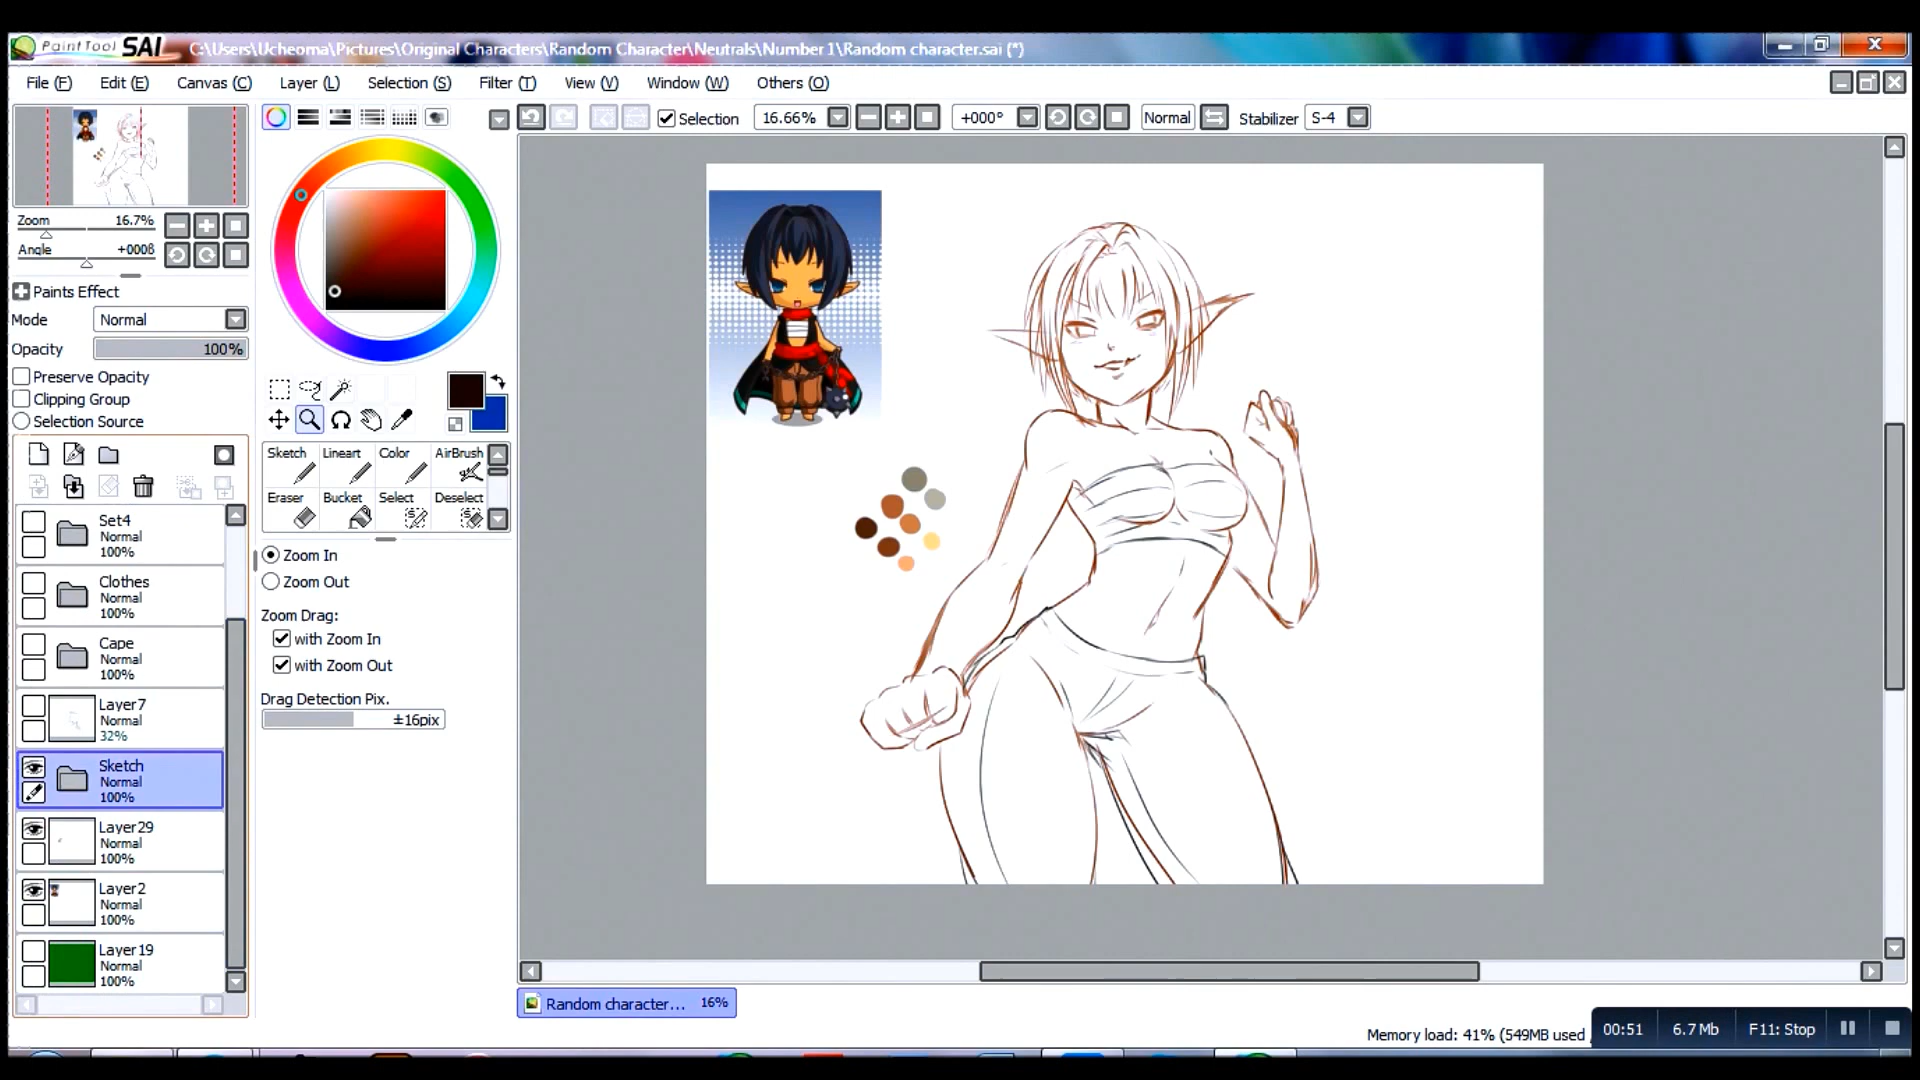 PaintTool SAI C:\Users\Ucheoma\Pictures\Original Characters\Random Character\Neutrals\Number 1\Random character.sai (*)
File (F) Edit (E) Canvas (C) Layer (L) Selection (S) Filter (T) View (V) Window (W) Others (O)
Selection 16.66% +000° Normal Stabilizer S-4
Zoom 16.7%
Angle +000ß
Paints Effect
Mode Normal
Opacity 100%
Preserve Opacity
Clipping Group
Selection Source
Set4
Normal
100%
Clothes
Normal
100%
Cape
Normal
100%
Layer7
Normal
32%
Sketch
Normal
100%
Layer29
Normal
100%
Layer2
Normal
100%
Layer19
Normal
100%
Sketch Lineart Color AirBrush
Eraser Bucket Select Deselect
Zoom In
Zoom Out
Zoom Drag:
with Zoom In
with Zoom Out
Drag Detection Pix.
±16pix
Random character... 16%
Memory load: 41% (549MB used
00:51 6.7 Mb F11: Stop